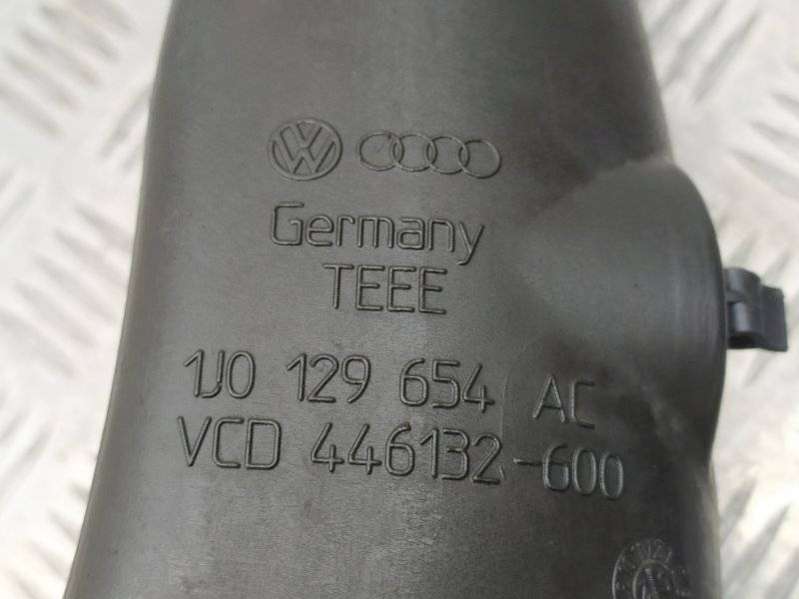 Germany
TEEE
1J0 129 654 AC
VCD 446132-600